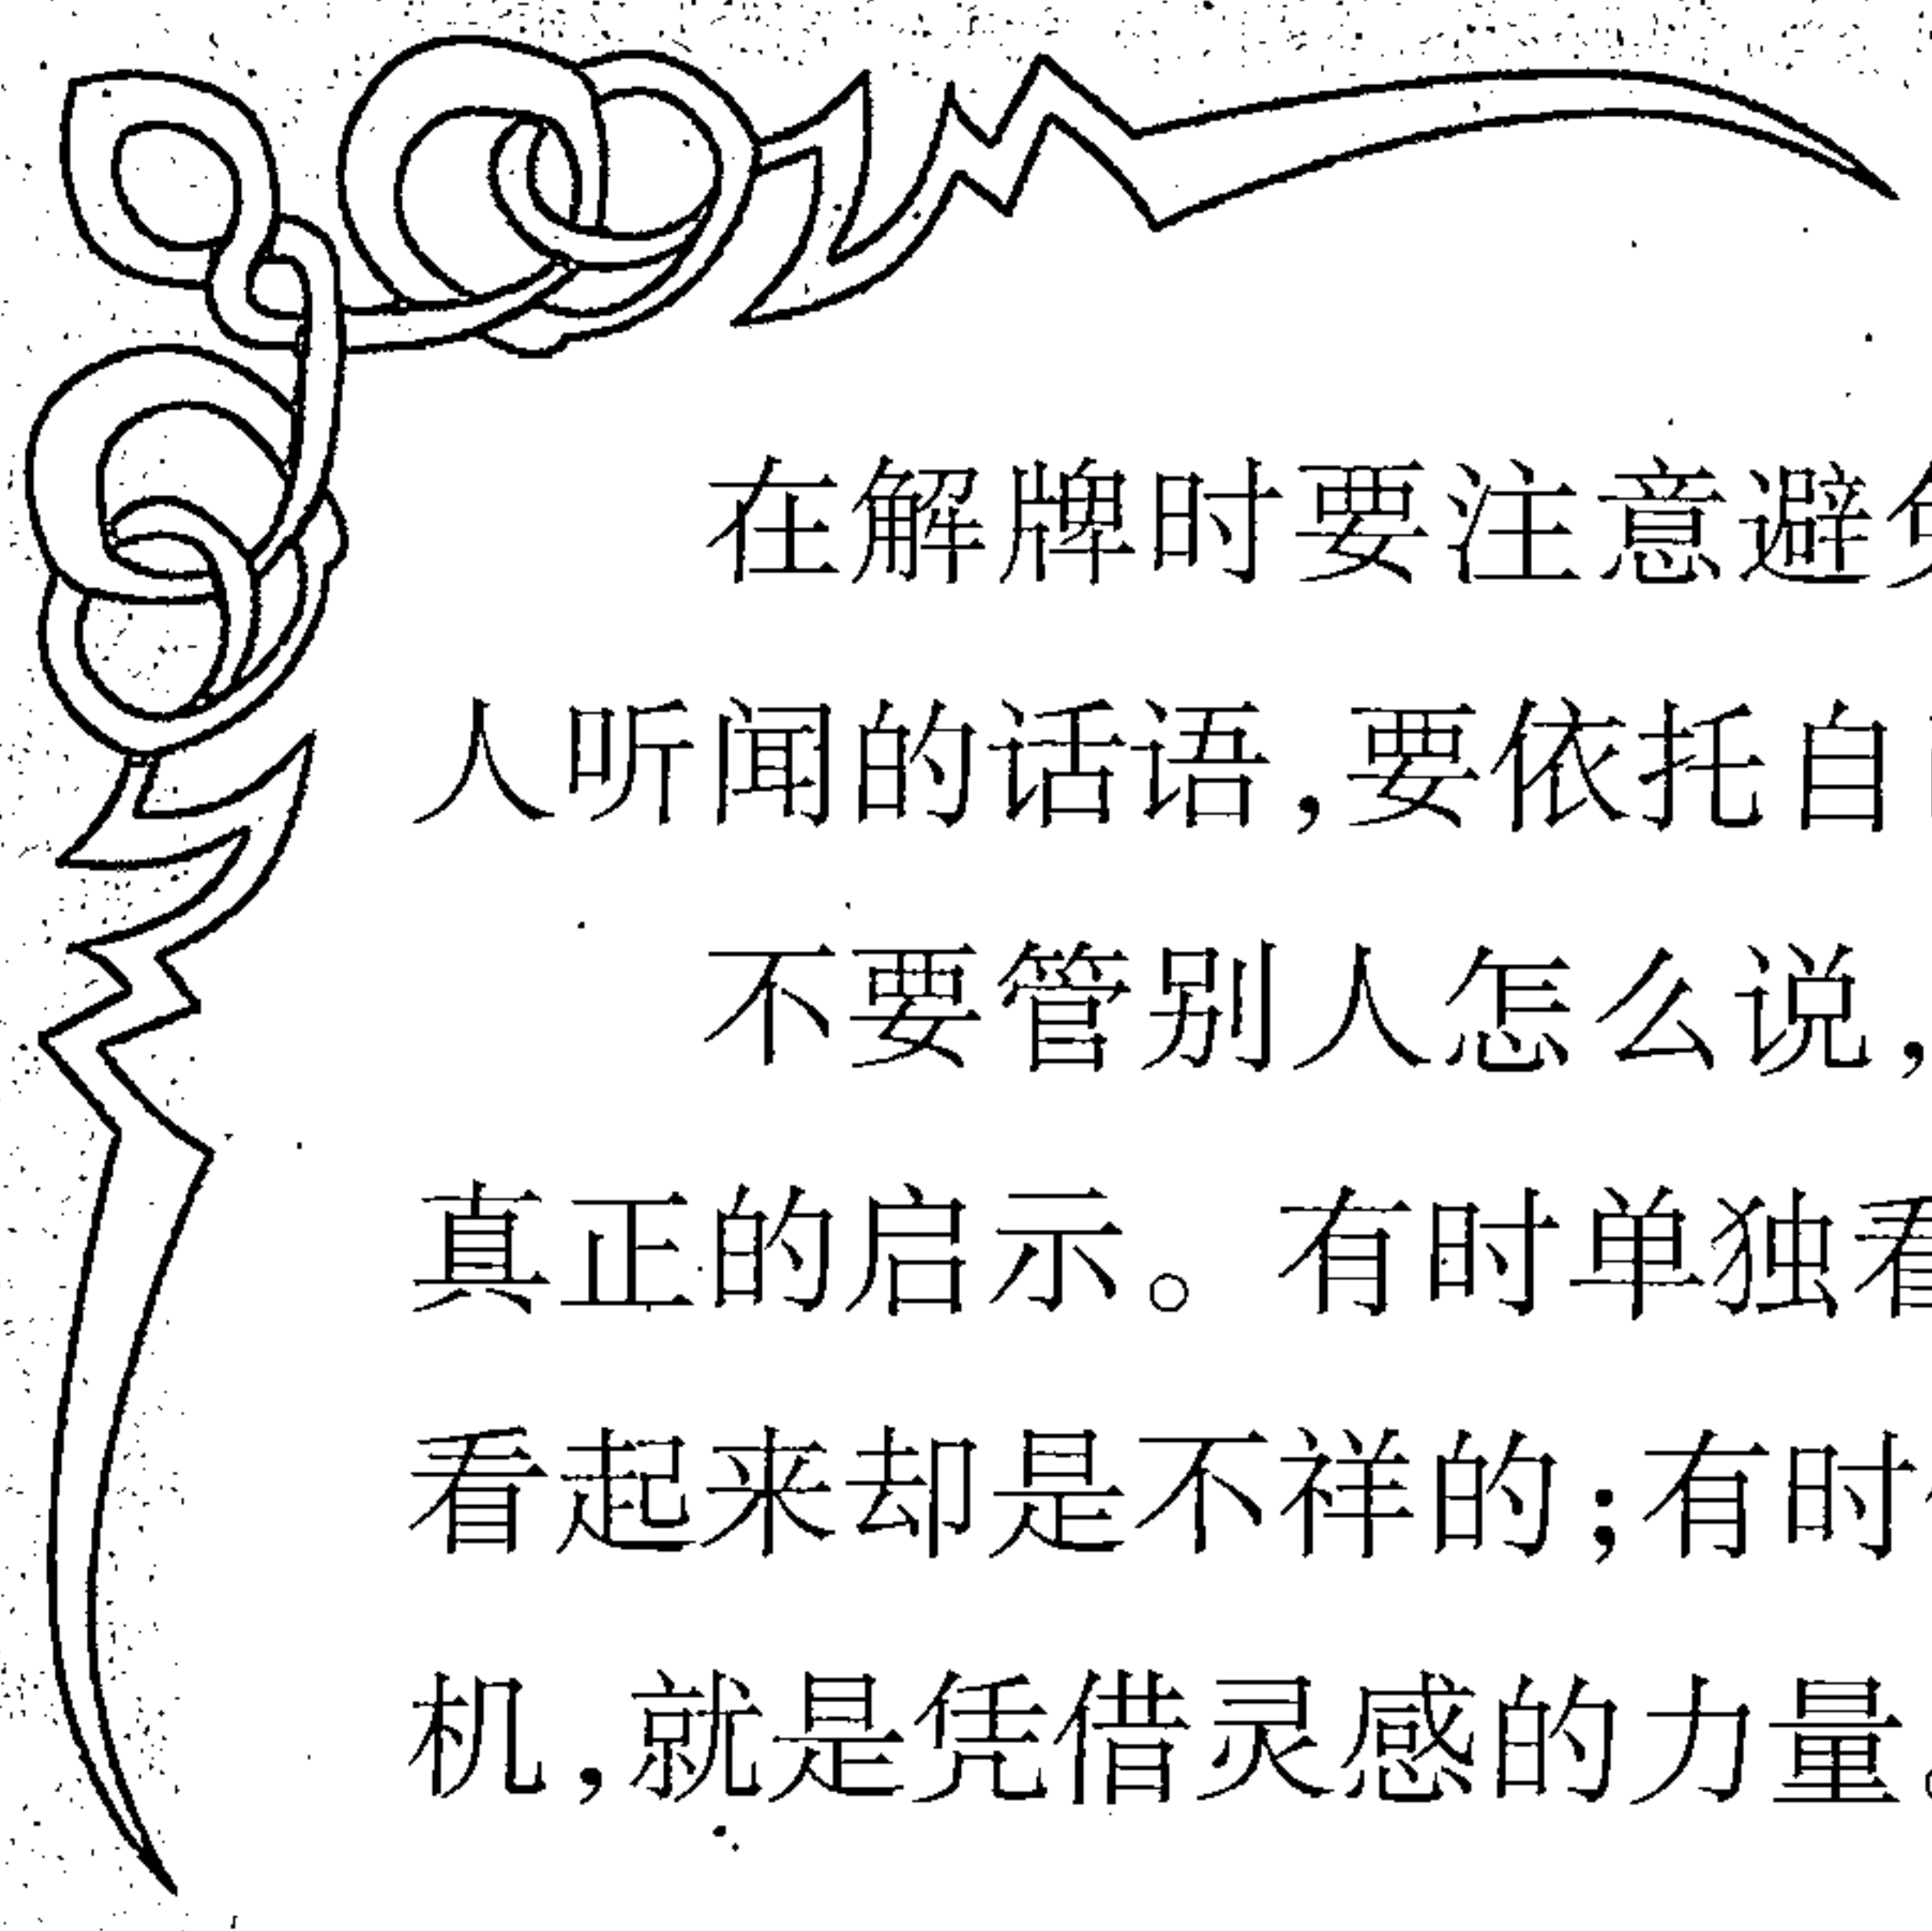 在解牌时要注意避
人听闻的话语,要依托自
不要管别人怎么说,
真正的启示。有时单独看
看起来却是不祥的;有时
机,就是凭借灵感的力量。